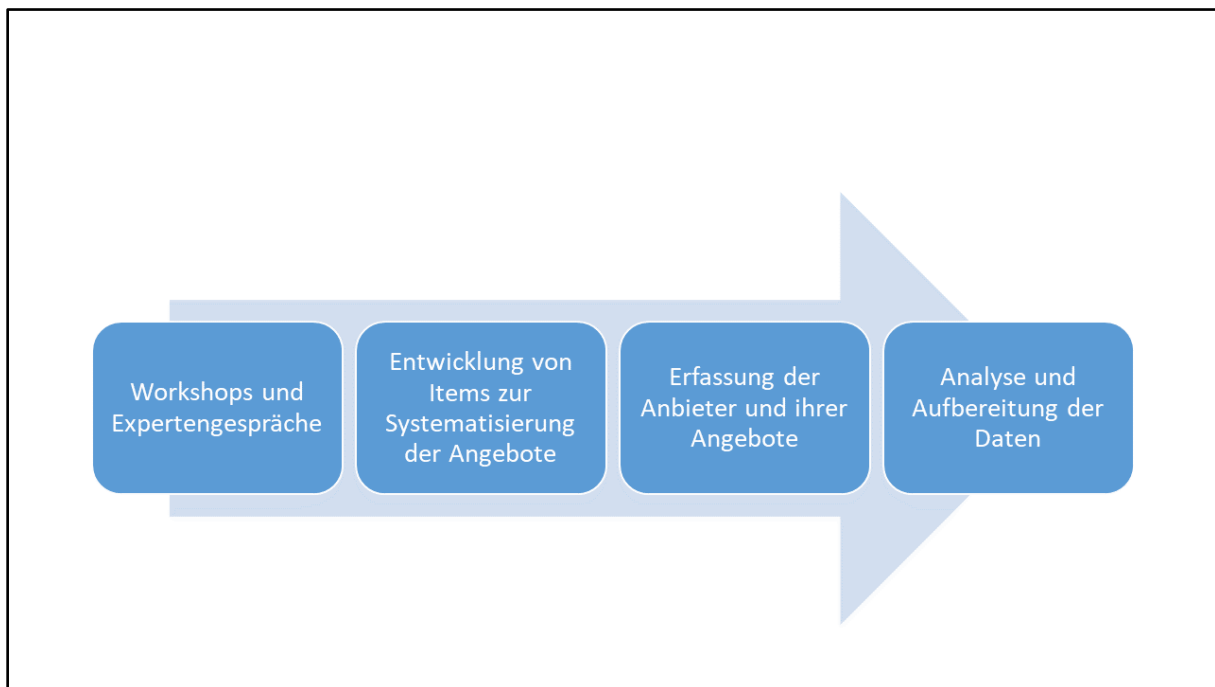 Workshops und
Expertengespräche
Entwicklung von
Items zur
Systematisierung
der Angebote
Erfassung der
Anbieter und ihrer
Angebote
Analyse und
Aufbereitung der
Daten